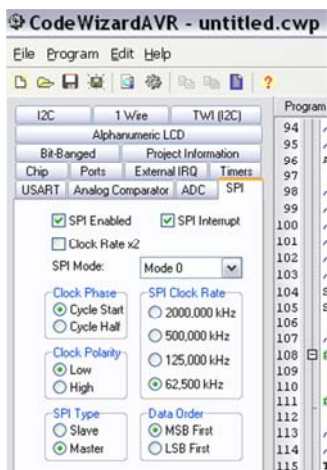 CodeWizardAVR - untitled.cwp
File Program Edit Help
I2C 1 Wire TWI (I2C)
Alphanumeric LCD
Bit-Banged Project Information
Chip Ports External IRQ Timers
USART Analog Comparator ADC SPI
SPI Enabled SPI Interrupt
Clock Rate x2
SPI Mode: Mode 0
Clock Phase
Cycle Start
Cycle Half
Clock Polarity
Low
High
SPI Type
Slave
Master
SPI Clock Rate
2000,000 kHz
500,000 kHz
125,000 kHz
62,500 kHz
Data Order
MSB First
LSB First
Program
94
95
96
97
98
99
100
101
102
103
104
105
106
107
108
109
110
111
112
113
114
115